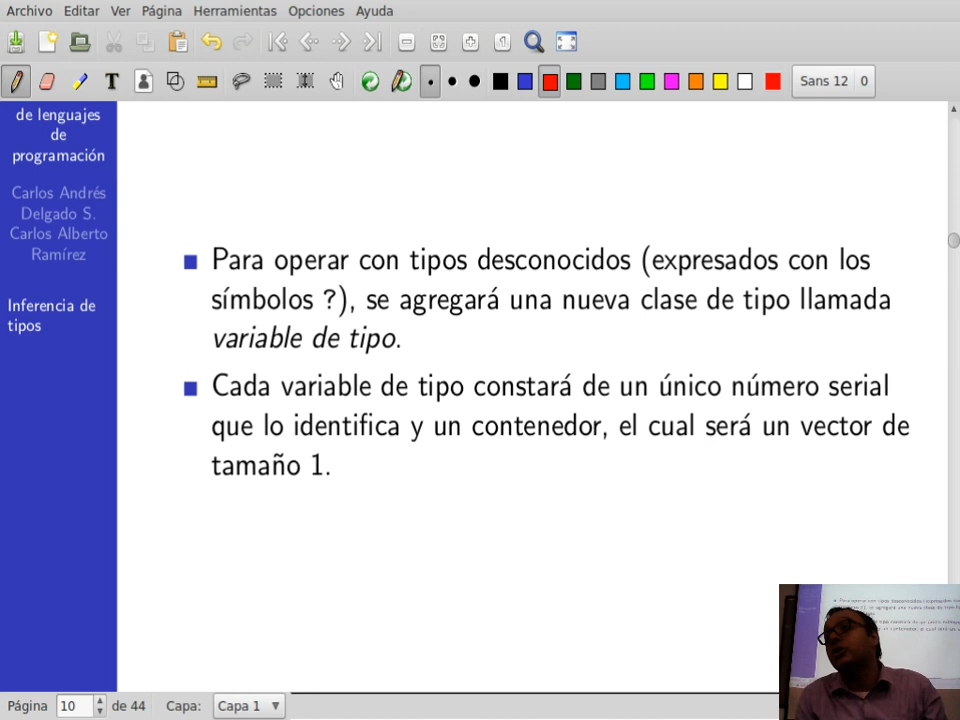 Archivo Editar Ver Página Herramientas Opciones Ayuda
T
Sans 12 0
de lenguajes
de
programación
Carlos Andrés
Delgado S.
Carlos Alberto
Ramírez
Inferencia de
tipos
Para operar con tipos desconocidos (expresados con los
símbolos ?), se agregará una nueva clase de tipo llamada
variable de tipo.
Cada variable de tipo constará de un único número serial
que lo identifica y un contenedor, el cual será un vector de
tamaño 1.
Página 10 de 44 Capa: Capa 1